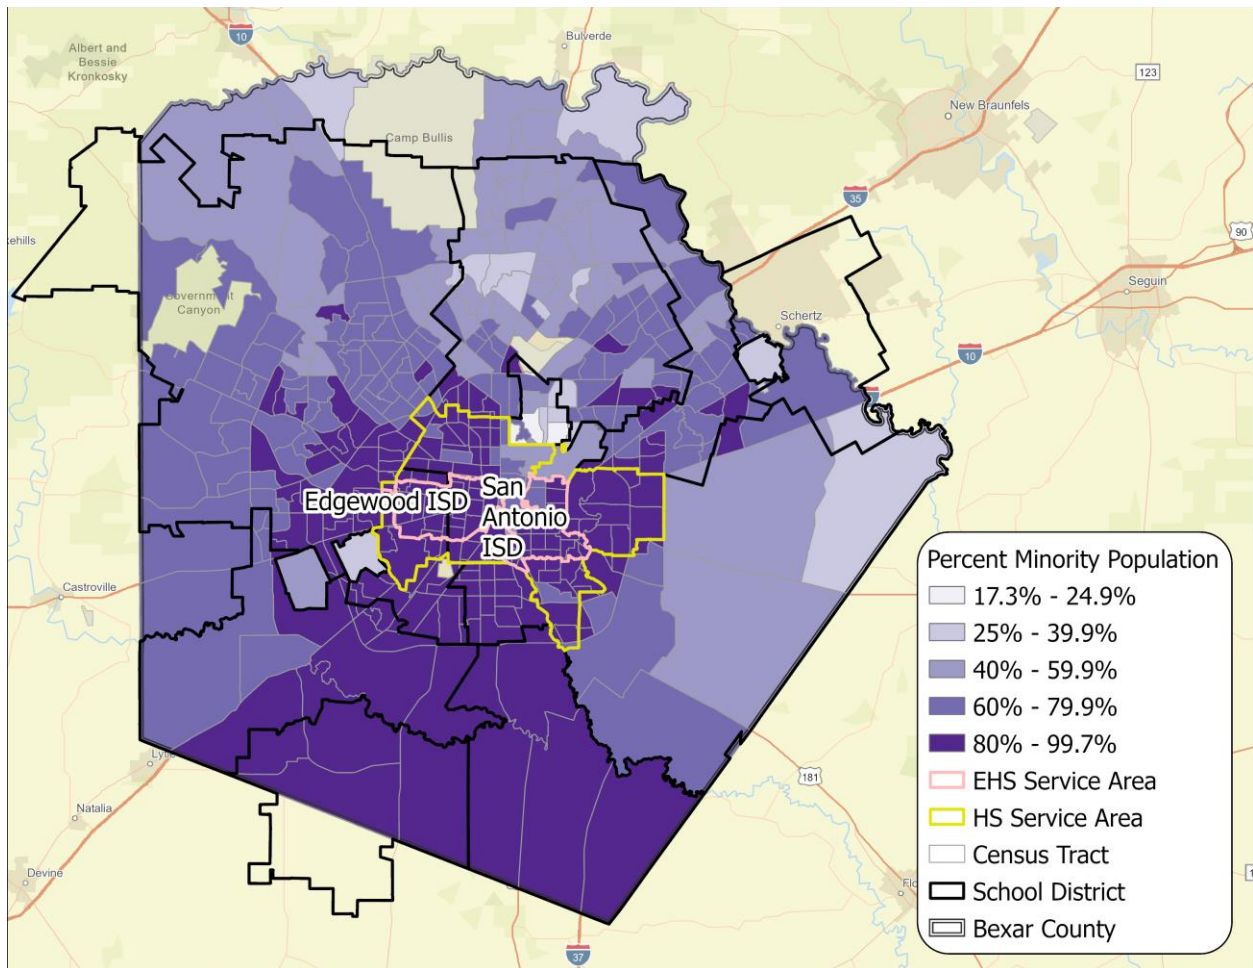 Albert and
Bessie
Kronkosky
10
Bulverde
123
New Braunfels
Camp Bullis
35
90
kehills
Government
Canyon
Seguin
Schertz
10
San
Edgewood ISD
Antonio
ISD
Castroville
Percent Minority Population
17.3% - 24.9%
25% - 39.9%
40% - 59.9%
60% - 79.9%
80% - 99.7%
EHS Service Area
HS Service Area
Census Tract
School District
Bexar County
181
Natalia
Devine
37